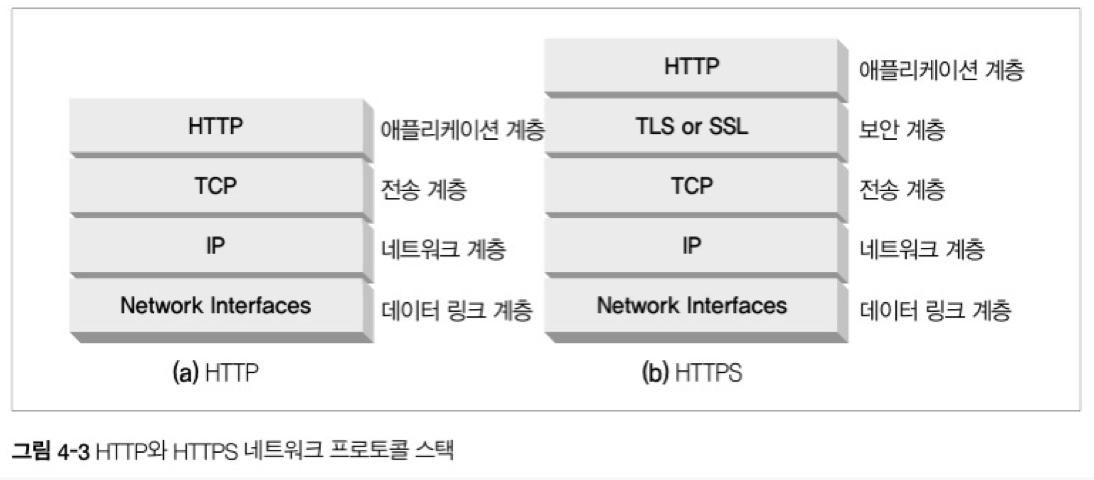 HTTP 애플리케이션 계층
TCP 전송 계층
IP 네트워크 계층
Network Interfaces 데이터 링크 계층
(a) HTTP
HTTP 애플리케이션 계층
TLS or SSL 보안 계층
TCP 전송 계층
IP 네트워크 계층
Network Interfaces 데이터 링크 계층
(b) HTTPS
그림 4-3 HTTP와 HTTPS 네트워크 프로토콜 스택